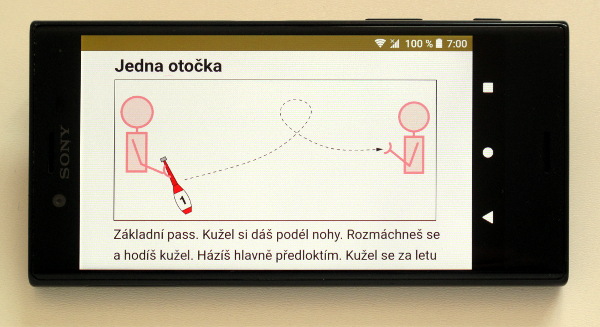 SONY
100 % 7:00
Jedna otočka
1
Základní pass. Kužel si dáš podél nohy. Rozmáchneš se
a hodíš kužel. Házíš hlavně předloktím. Kužel se za letu